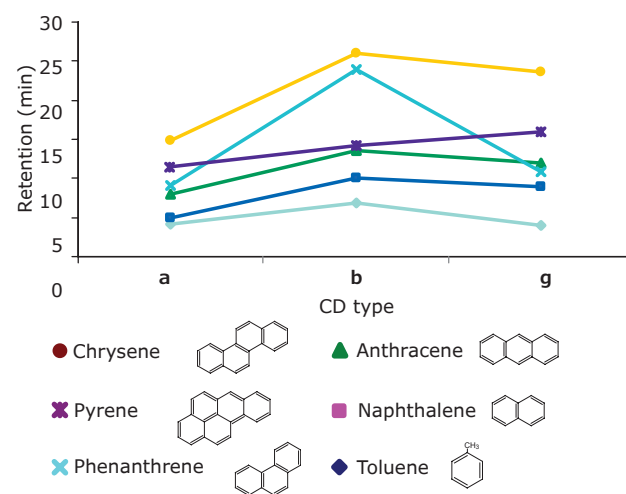 30
25
20
15
10
5
0
Retention (min)
a b g
CD type
Chrysene
Anthracene
Pyrene
Naphthalene
Phenanthrene
CH3
Toluene